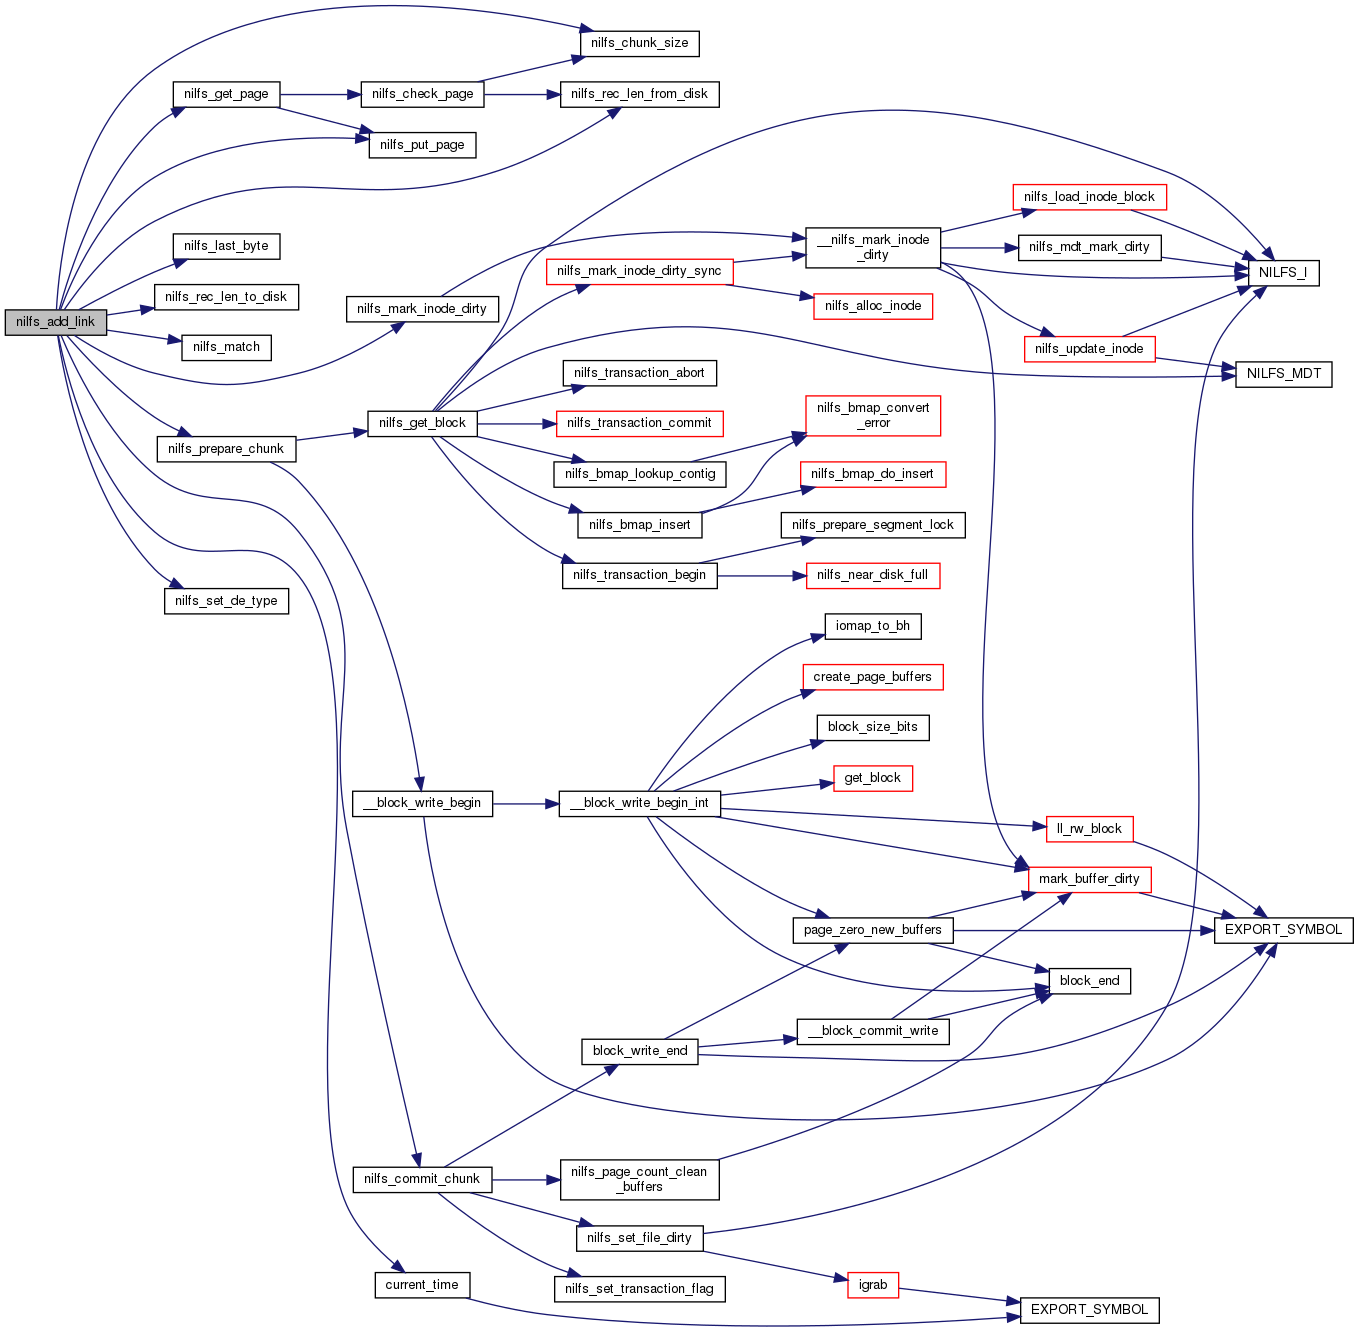 nilfs_chunk_size
nilfs_get_page
nilfs_check_page
nilfs_rec_len_from_disk
nilfs_put_page
nilfs_load_inode_block
nilfs_last_byte
__nilfs_mark_inode
_dirty
nilfs_mdt_mark_dirty
nilfs_mark_inode_dirty_sync
NILFS_I
nilfs_rec_len_to_disk
nilfs_mark_inode_dirty
nilfs_alloc_inode
nilfs_add_link
nilfs_match
nilfs_update_inode
nilfs_transaction_abort
NILFS_MDT
nilfs_get_block
nilfs_transaction_commit
nilfs_bmap_convert
_error
nilfs_prepare_chunk
nilfs_bmap_lookup_contig
nilfs_bmap_do_insert
nilfs_bmap_insert
nilfs_prepare_segment_lock
nilfs_transaction_begin
nilfs_near_disk_full
nilfs_set_de_type
iomap_to_bh
create_page_buffers
block_size_bits
get_block
__block_write_begin
__block_write_begin_int
ll_rw_block
mark_buffer_dirty
page_zero_new_buffers
EXPORT_SYMBOL
block_end
__block_commit_write
block_write_end
nilfs_commit_chunk
nilfs_page_count_clean
_buffers
nilfs_set_file_dirty
current_time
nilfs_set_transaction_flag
igrab
EXPORT_SYMBOL